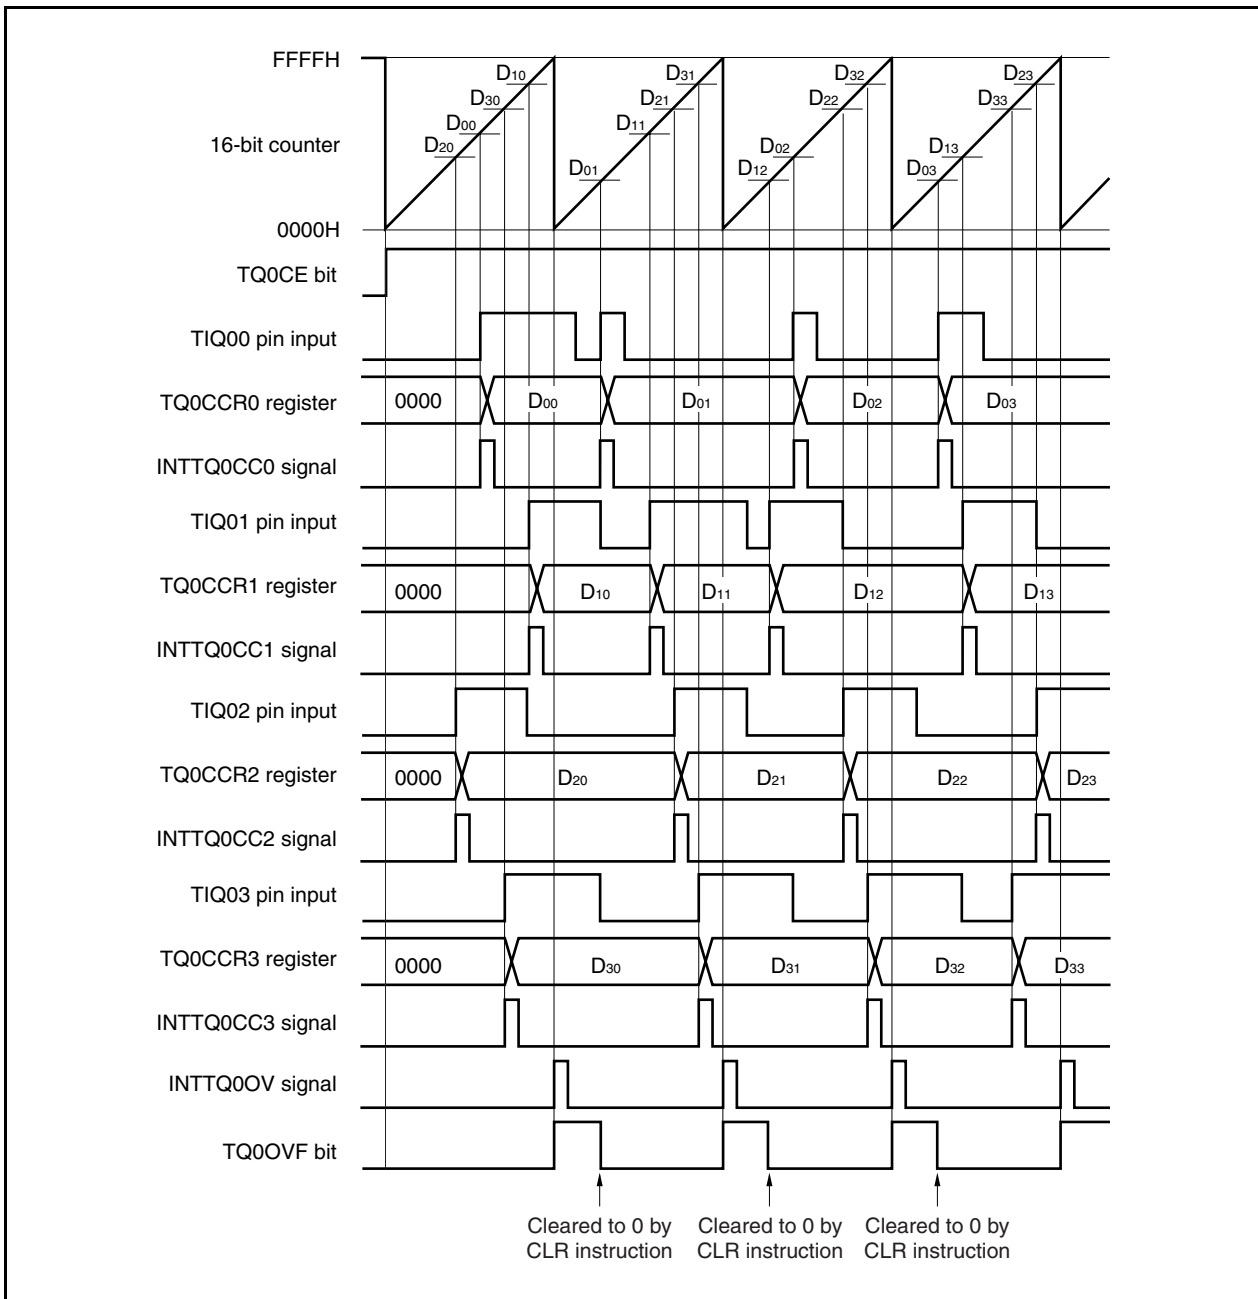 FFFFH
D10
D31
D32
D23
D30
D21
D22
D33
D00
D11
16-bit counter
D20
D02
D13
D01
D12
D03
0000H
TQ0CE bit
TIQ00 pin input
TQ0CCR0 register 0000 D00 D01 D02 D03
INTTQ0CC0 signal
TIQ01 pin input
TQ0CCR1 register 0000 D10 D11 D12 D13
INTTQ0CC1 signal
TIQ02 pin input
TQ0CCR2 register 0000 D20 D21 D22 D23
INTTQ0CC2 signal
TIQ03 pin input
TQ0CCR3 register 0000 D30 D31 D32 D33
INTTQ0CC3 signal
INTTQ0OV signal
TQ0OVF bit
Cleared to 0 by
CLR instruction
Cleared to 0 by
CLR instruction
Cleared to 0 by
CLR instruction